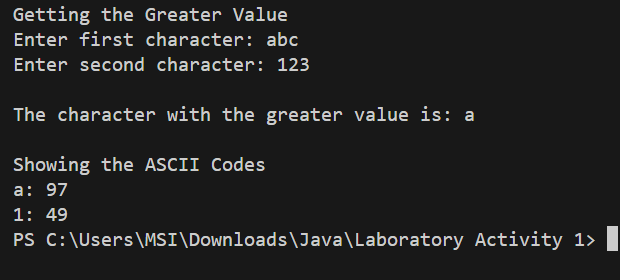 Getting the Greater Value
Enter first character: abc
Enter second character: 123
The character with the greater value is: a
Showing the ASCII Codes
a: 97
1: 49
PS C:\Users\MSI\Downloads\Java\Laboratory Activity 1>